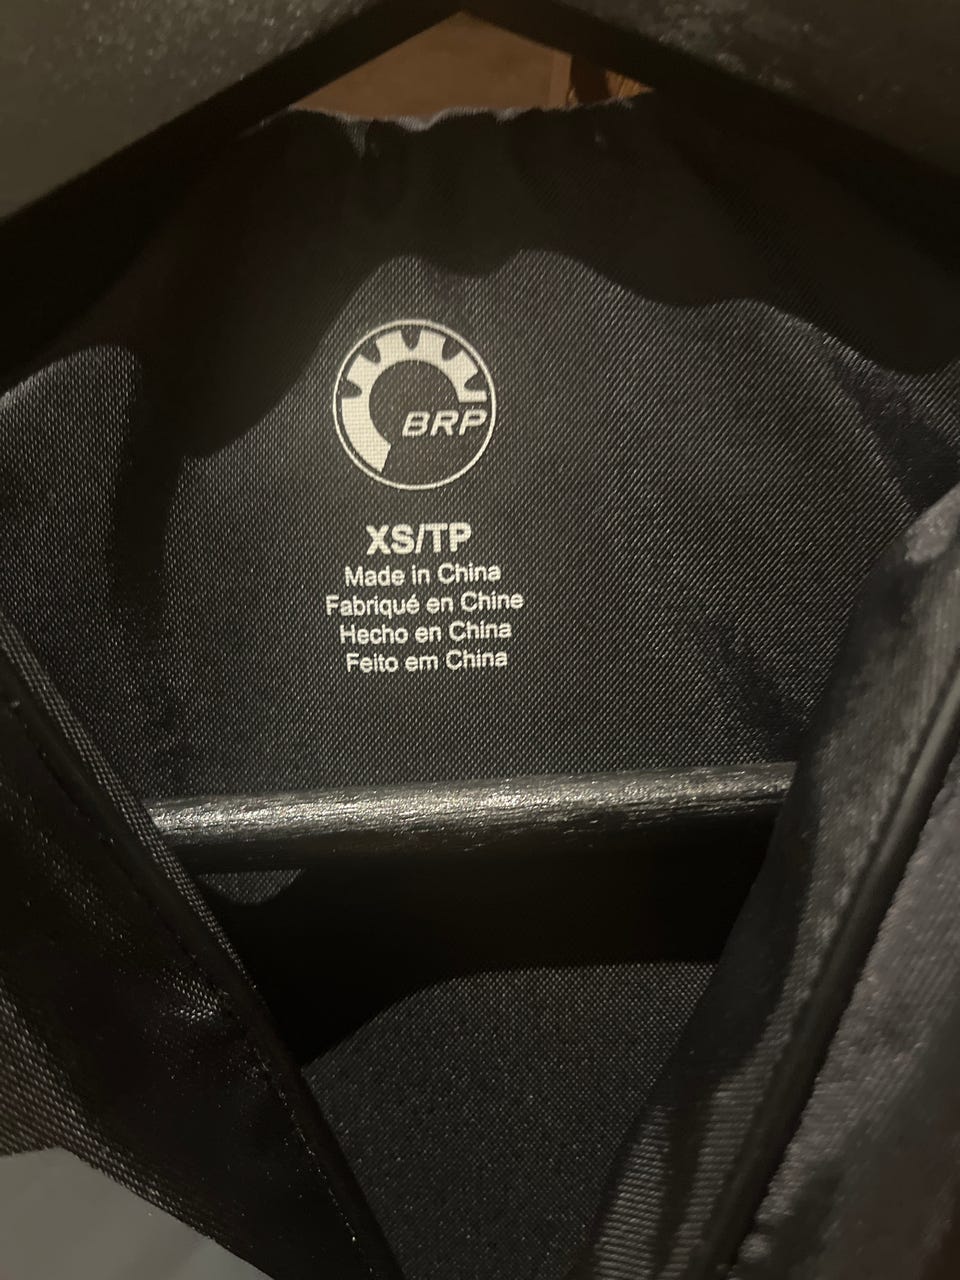 BRP
XS/TP
Made in China
Fabriqué en Chine
Hecho en China
Feito em China